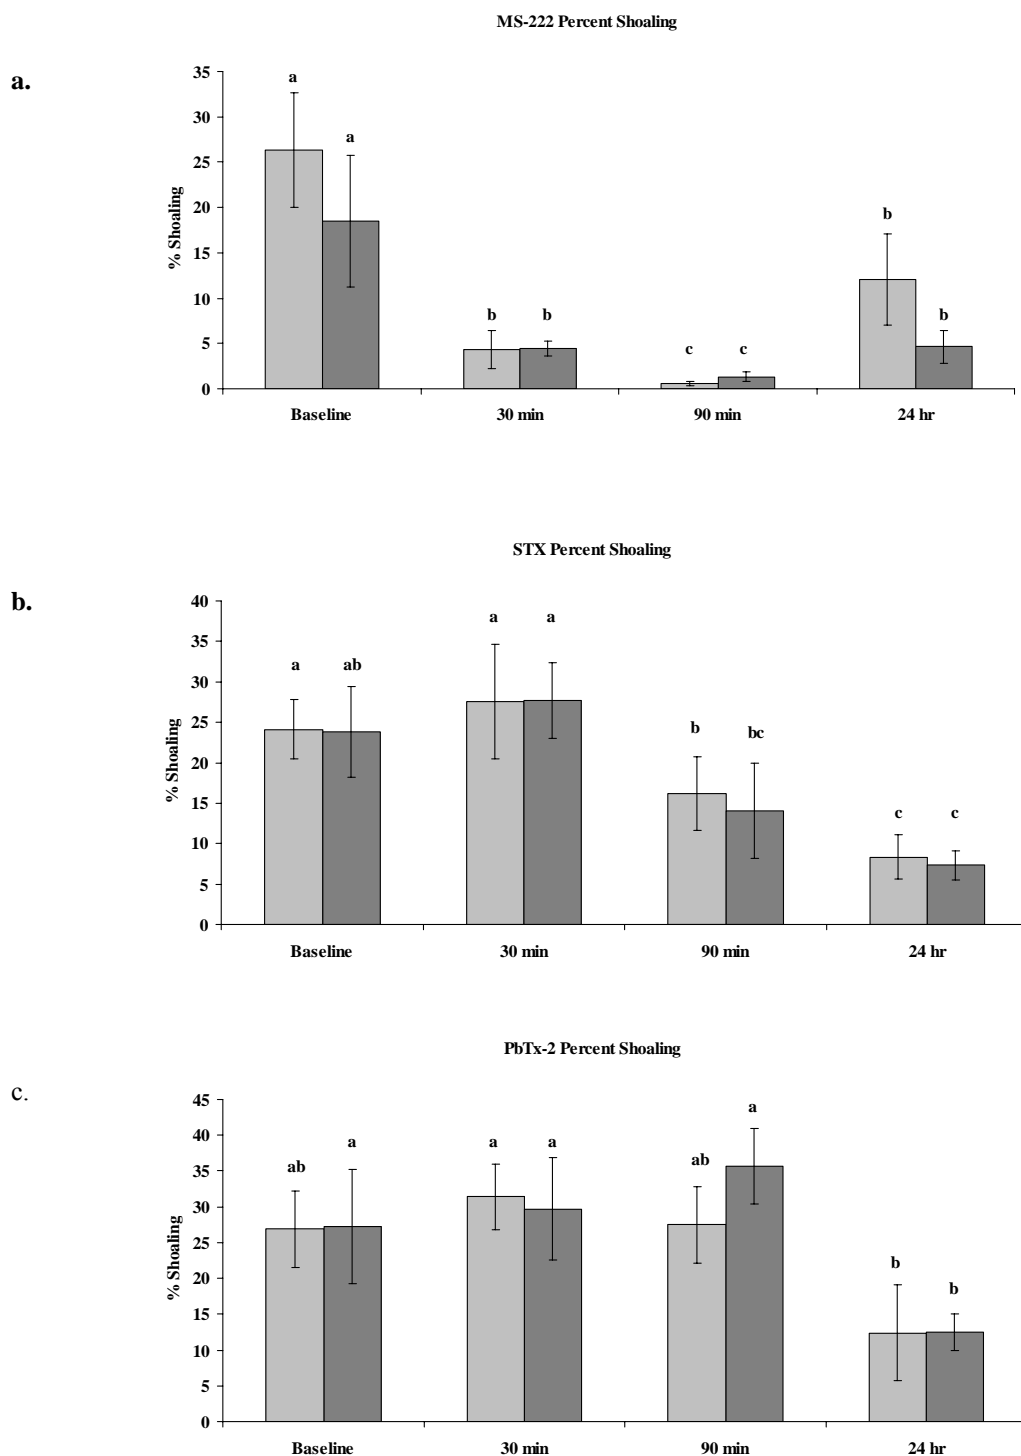 MS-222 Percent Shoaling
a.
35
30
25
20
15
10
5
0
% Shoaling
a
a
b
b
c
c
b
b
Baseline
30 min
90 min
24 hr
STX Percent Shoaling
b.
40
35
30
25
20
15
10
5
0
% Shoaling
a
ab
a
a
b
bc
c
c
Baseline
30 min
90 min
24 hr
PbTx-2 Percent Shoaling
c.
45
40
35
30
25
20
15
10
5
0
% Shoaling
ab
a
a
a
ab
a
b
b
Baseline
30 min
90 min
24 hr